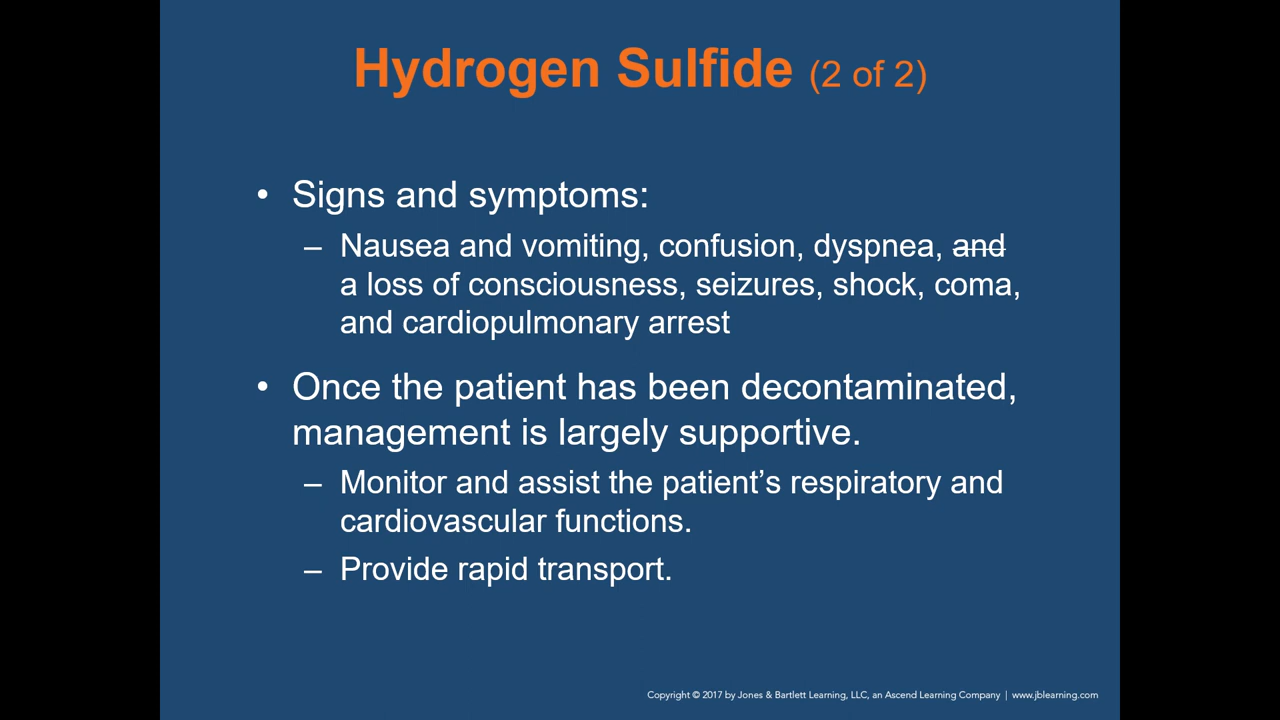 Hydrogen Sulfide (2 of 2)
• Signs and symptoms:
– Nausea and vomiting, confusion, dyspnea, and
a loss of consciousness, seizures, shock, coma,
and cardiopulmonary arrest
• Once the patient has been decontaminated,
management is largely supportive.
– Monitor and assist the patient’s respiratory and
cardiovascular functions.
– Provide rapid transport.
Copyright © 2017 by Jones & Bartlett Learning, LLC, an Ascend Learning Company | www.jblearning.com